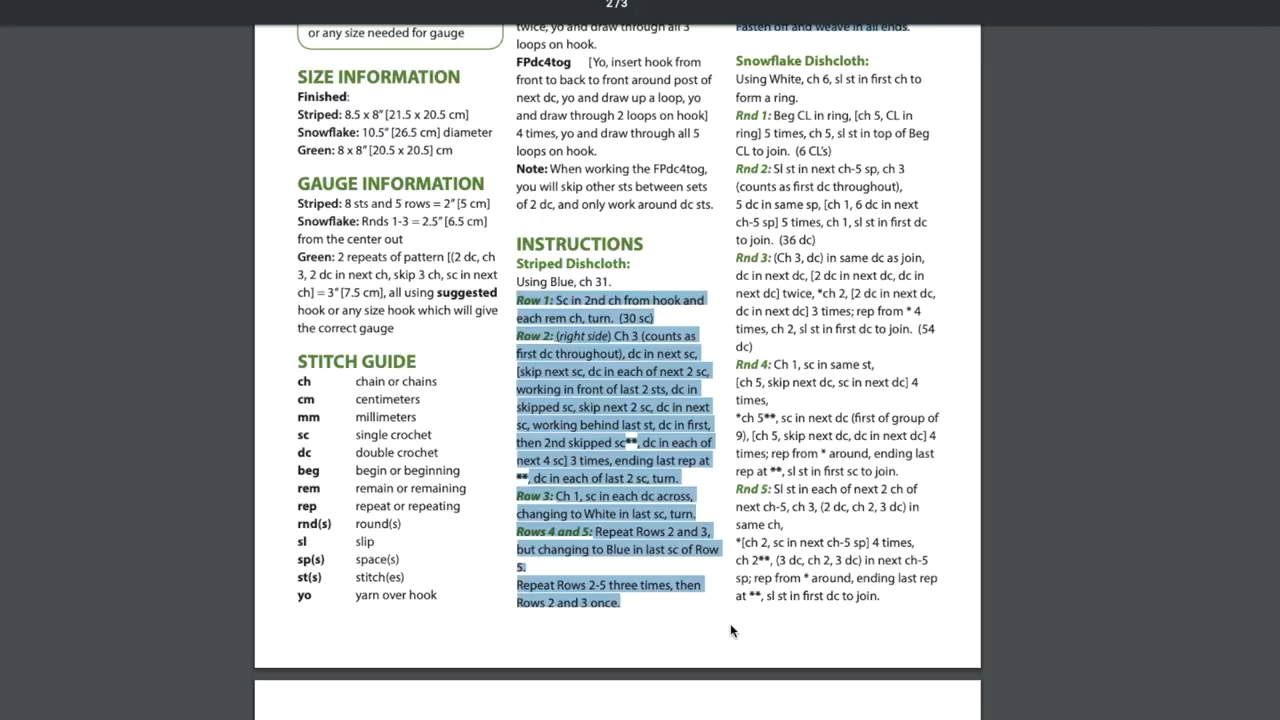 2/3
or any size needed for gauge
SIZE INFORMATION
Finished:
Striped: 8.5 x 8” [21.5 x 20.5 cm]
Snowflake: 10.5” [26.5 cm] diameter
Green: 8 x 8” [20.5 x 20.5] cm
GAUGE INFORMATION
Striped: 8 sts and 5 rows = 2” [5 cm]
Snowflake: Rnds 1-3 = 2.5” [6.5 cm]
from the center out
Green: 2 repeats of pattern [(2 dc, ch
3, 2 dc in next ch, skip 3 ch, sc in next
ch] = 3” [7.5 cm], all using suggested
hook or any size hook which will give
the correct gauge
STITCH GUIDE
ch chain or chains
cm centimeters
mm millimeters
sc single crochet
dc double crochet
beg begin or beginning
rem remain or remaining
rep repeat or repeating
rnd(s) round(s)
sl slip
sp(s) space(s)
st(s) stitch(es)
yo yarn over hook
twice, yo and draw through all 3
loops on hook.
FPdc4tog [Yo, insert hook from
front to back to front around post of
next dc, yo and draw up a loop, yo
and draw through 2 loops on hook]
4 times, yo and draw through all 5
loops on hook.
Note: When working the FPdc4tog,
you will skip other sts between sets
of 2 dc, and only work around dc sts.
INSTRUCTIONS
Striped Dishcloth:
Using Blue, ch 31.
Row 1: Sc in 2nd ch from hook and
each rem ch, turn. (30 sc)
Row 2: (right side) Ch 3 (counts as
first dc throughout), dc in next sc,
[skip next sc, dc in each of next 2 sc,
working in front of last 2 sts, dc in
skipped sc, skip next 2 sc, dc in next
sc, working behind last st, dc in first,
then 2nd skipped sc**, dc in each of
next 4 sc] 3 times, ending last rep at
**, dc in each of last 2 sc, turn.
Row 3: Ch 1, sc in each dc across,
changing to White in last sc, turn.
Rows 4 and 5: Repeat Rows 2 and 3,
but changing to Blue in last sc of Row
5.
Repeat Rows 2-5 three times, then
Rows 2 and 3 once.
Fasten off and weave in all ends.
Snowflake Dishcloth:
Using White, ch 6, sl st in first ch to
form a ring.
Rnd 1: Beg CL in ring, [ch 5, CL in
ring] 5 times, ch 5, sl st in top of Beg
CL to join. (6 CL’s)
Rnd 2: Sl st in next ch-5 sp, ch 3
(counts as first dc throughout),
5 dc in same sp, [ch 1, 6 dc in next
ch-5 sp] 5 times, ch 1, sl st in first dc
to join. (36 dc)
Rnd 3: (Ch 3, dc) in same dc as join,
dc in next dc, [2 dc in next dc, dc in
next dc] twice, *ch 2, [2 dc in next dc,
dc in next dc] 3 times; rep from * 4
times, ch 2, sl st in first dc to join. (54
dc)
Rnd 4: Ch 1, sc in same st,
[ch 5, skip next dc, sc in next dc] 4
times,
*ch 5**, sc in next dc (first of group of
9), [ch 5, skip next dc, dc in next dc] 4
times; rep from * around, ending last
rep at **, sl st in first sc to join.
Rnd 5: Sl st in each of next 2 ch of
next ch-5, ch 3, (2 dc, ch 2, 3 dc) in
same ch,
*[ch 2, sc in next ch-5 sp] 4 times,
ch 2**, (3 dc, ch 2, 3 dc) in next ch-5
sp; rep from * around, ending last rep
at **, sl st in first dc to join.